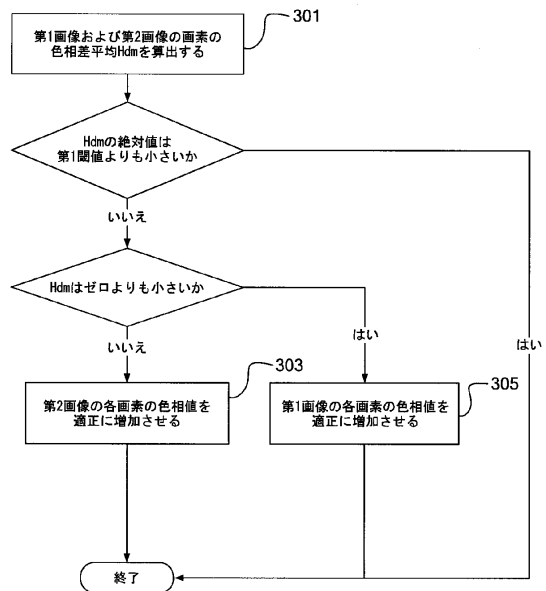 301
第1画像および第2画像の画素の
色相差平均Hdmを算出する
Hdmの絶対値は
第1閾値よりも小さいか
いいえ
はい
Hdmはゼロよりも小さいか
いいえ
はい
303
第2画像の各画素の色相値を
適正に増加させる
305
第1画像の各画素の色相値を
適正に増加させる
終了